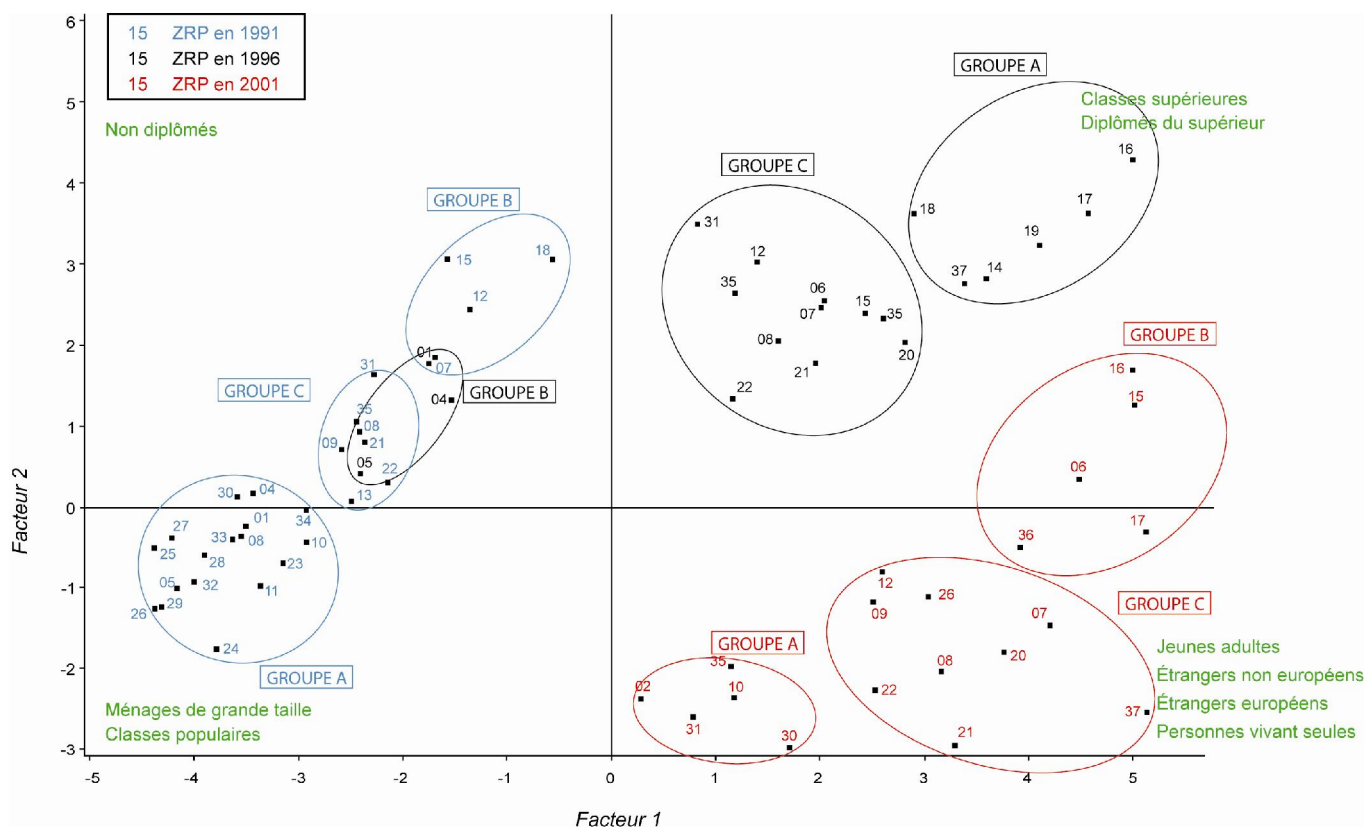 15 ZRP en 1991
15 ZRP en 1996
15 ZRP en 2001
Non diplômés
GROUPE A
Classes supérieures
Diplômés du supérieur
16
17
18
19
37 14
GROUPE C
31
12
35
06
07
15 35
08
20
21
22
GROUPE B
15 18
12
01
07
04
GROUPE B
05
GROUPE C
31
35
08
09 21
22
13
30 04
27 01 34
25 33 08 10
28 23
05 32 11
26 29
24
GROUPE A
Ménages de grande taille
Classes populaires
GROUPE B
16
15
06
36 17
GROUPE C
12 26
09 07
08 20
22
21
37
GROUPE A
35
02 10
31 30
Jeunes adultes
Étrangers non européens
Étrangers européens
Personnes vivant seules
6
5
4
3
2
1
0
-1
-2
-3
Facteur 2
-5 -4 -3 -2 -1 0 1 2 3 4 5
Facteur 1